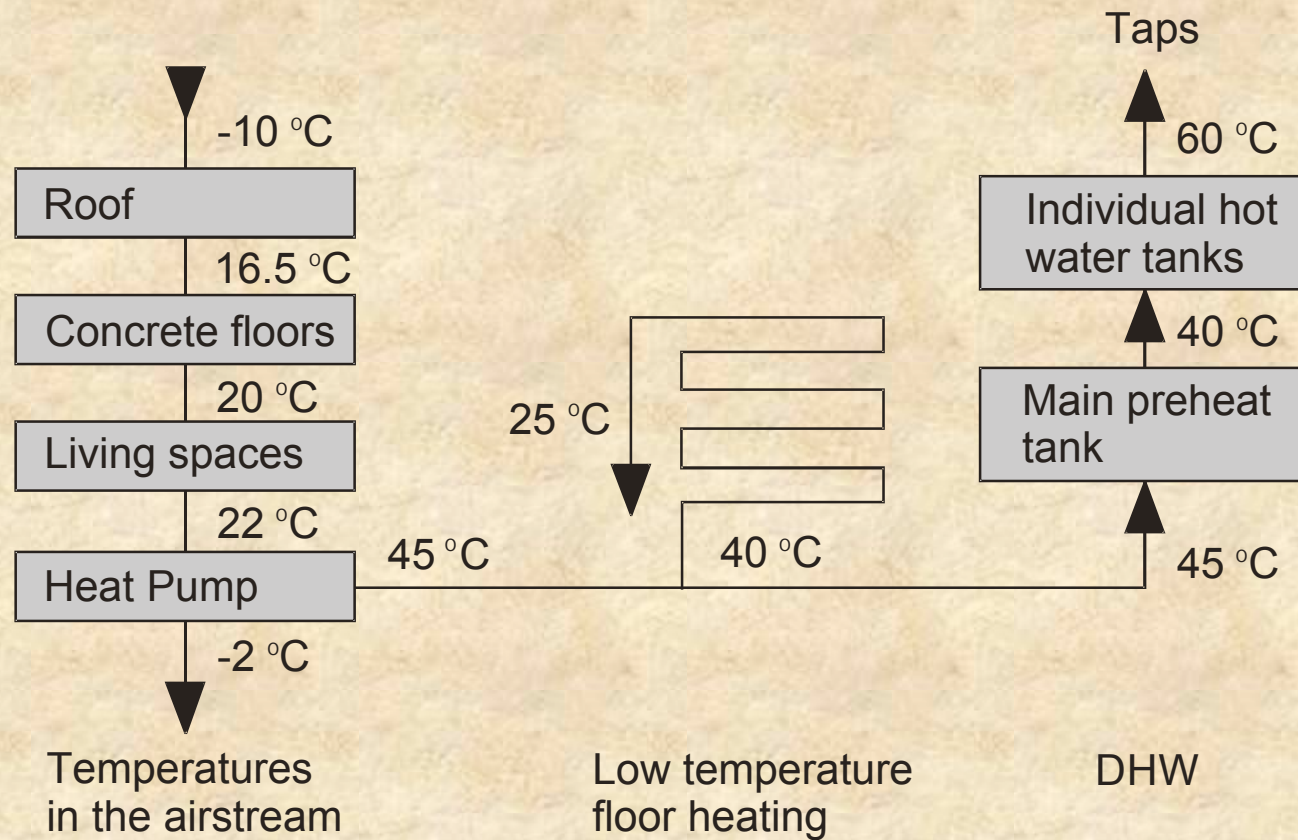 Taps
-10 °C
60 °C
Roof
Individual hot
water tanks
16.5 °C
Concrete floors
40 °C
20 °C
Main preheat
tank
25 °C
Living spaces
22 °C
45 °C
40 °C
45 °C
Heat Pump
-2 °C
Temperatures
in the airstream
Low temperature
floor heating
DHW